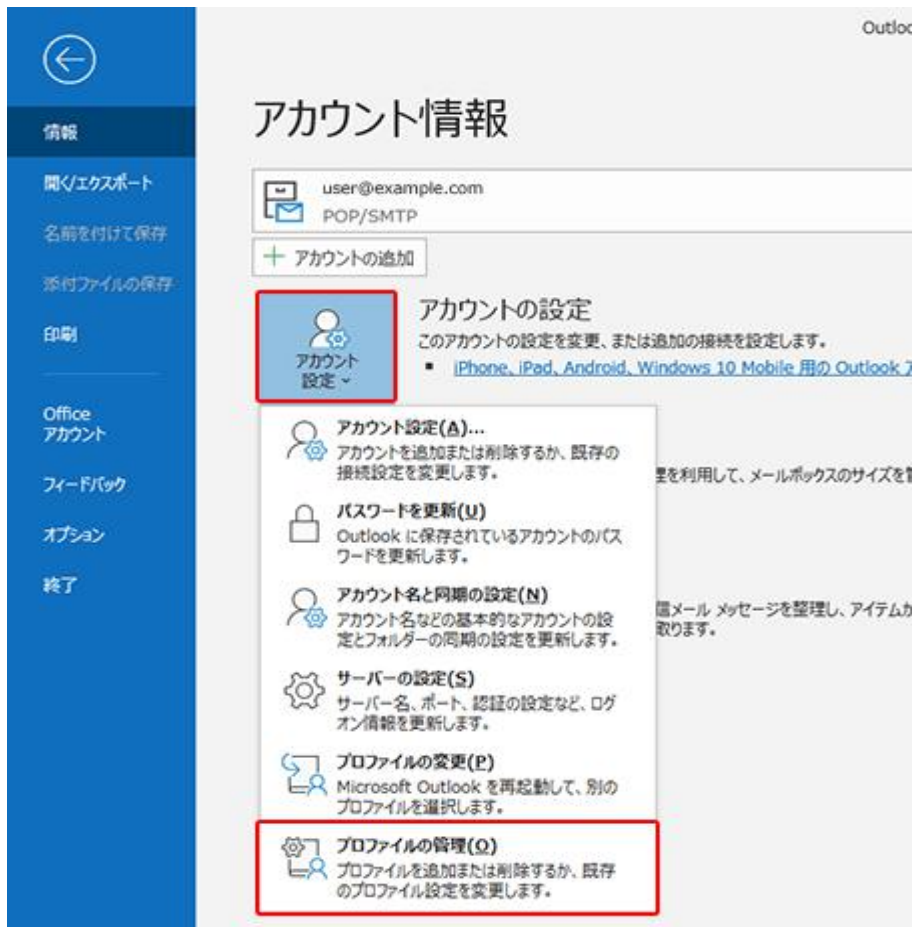 Outloo
アカウント情報
情報
開く/エクスポート
名前を付けて保存
添付ファイルの保存
印刷
Office
アカウント
フィードバック
オプション
終了
user@example.com
POP/SMTP
アカウントの追加
アカウント
設定
アカウントの設定
このアカウントの設定を変更、または追加の接続を設定します。
iPhone、iPad、Android、Windows 10 Mobile 用の Outlook
アカウント設定(A)...
アカウントを追加または削除するか、既存の
接続設定を変更します。
パスワードを更新(U)
Outlook に保存されているアカウントのパス
ワードを更新します。
アカウント名と同期の設定(N)
アカウント名などの基本的なアカウントの設
定とフォルダーの同期の設定を更新します。
サーバーの設定(S)
サーバー名、ポート、認証の設定など、ログ
オン情報を更新します。
プロファイルの変更(P)
Microsoft Outlook を再起動して、別の
プロファイルを選択します。
プロファイルの管理(O)
プロファイルを追加または削除するか、既存
のプロファイル設定を変更します。
を利用して、メールボックスのサイズを
メール メッセージを整理し、アイテムか
取ります。